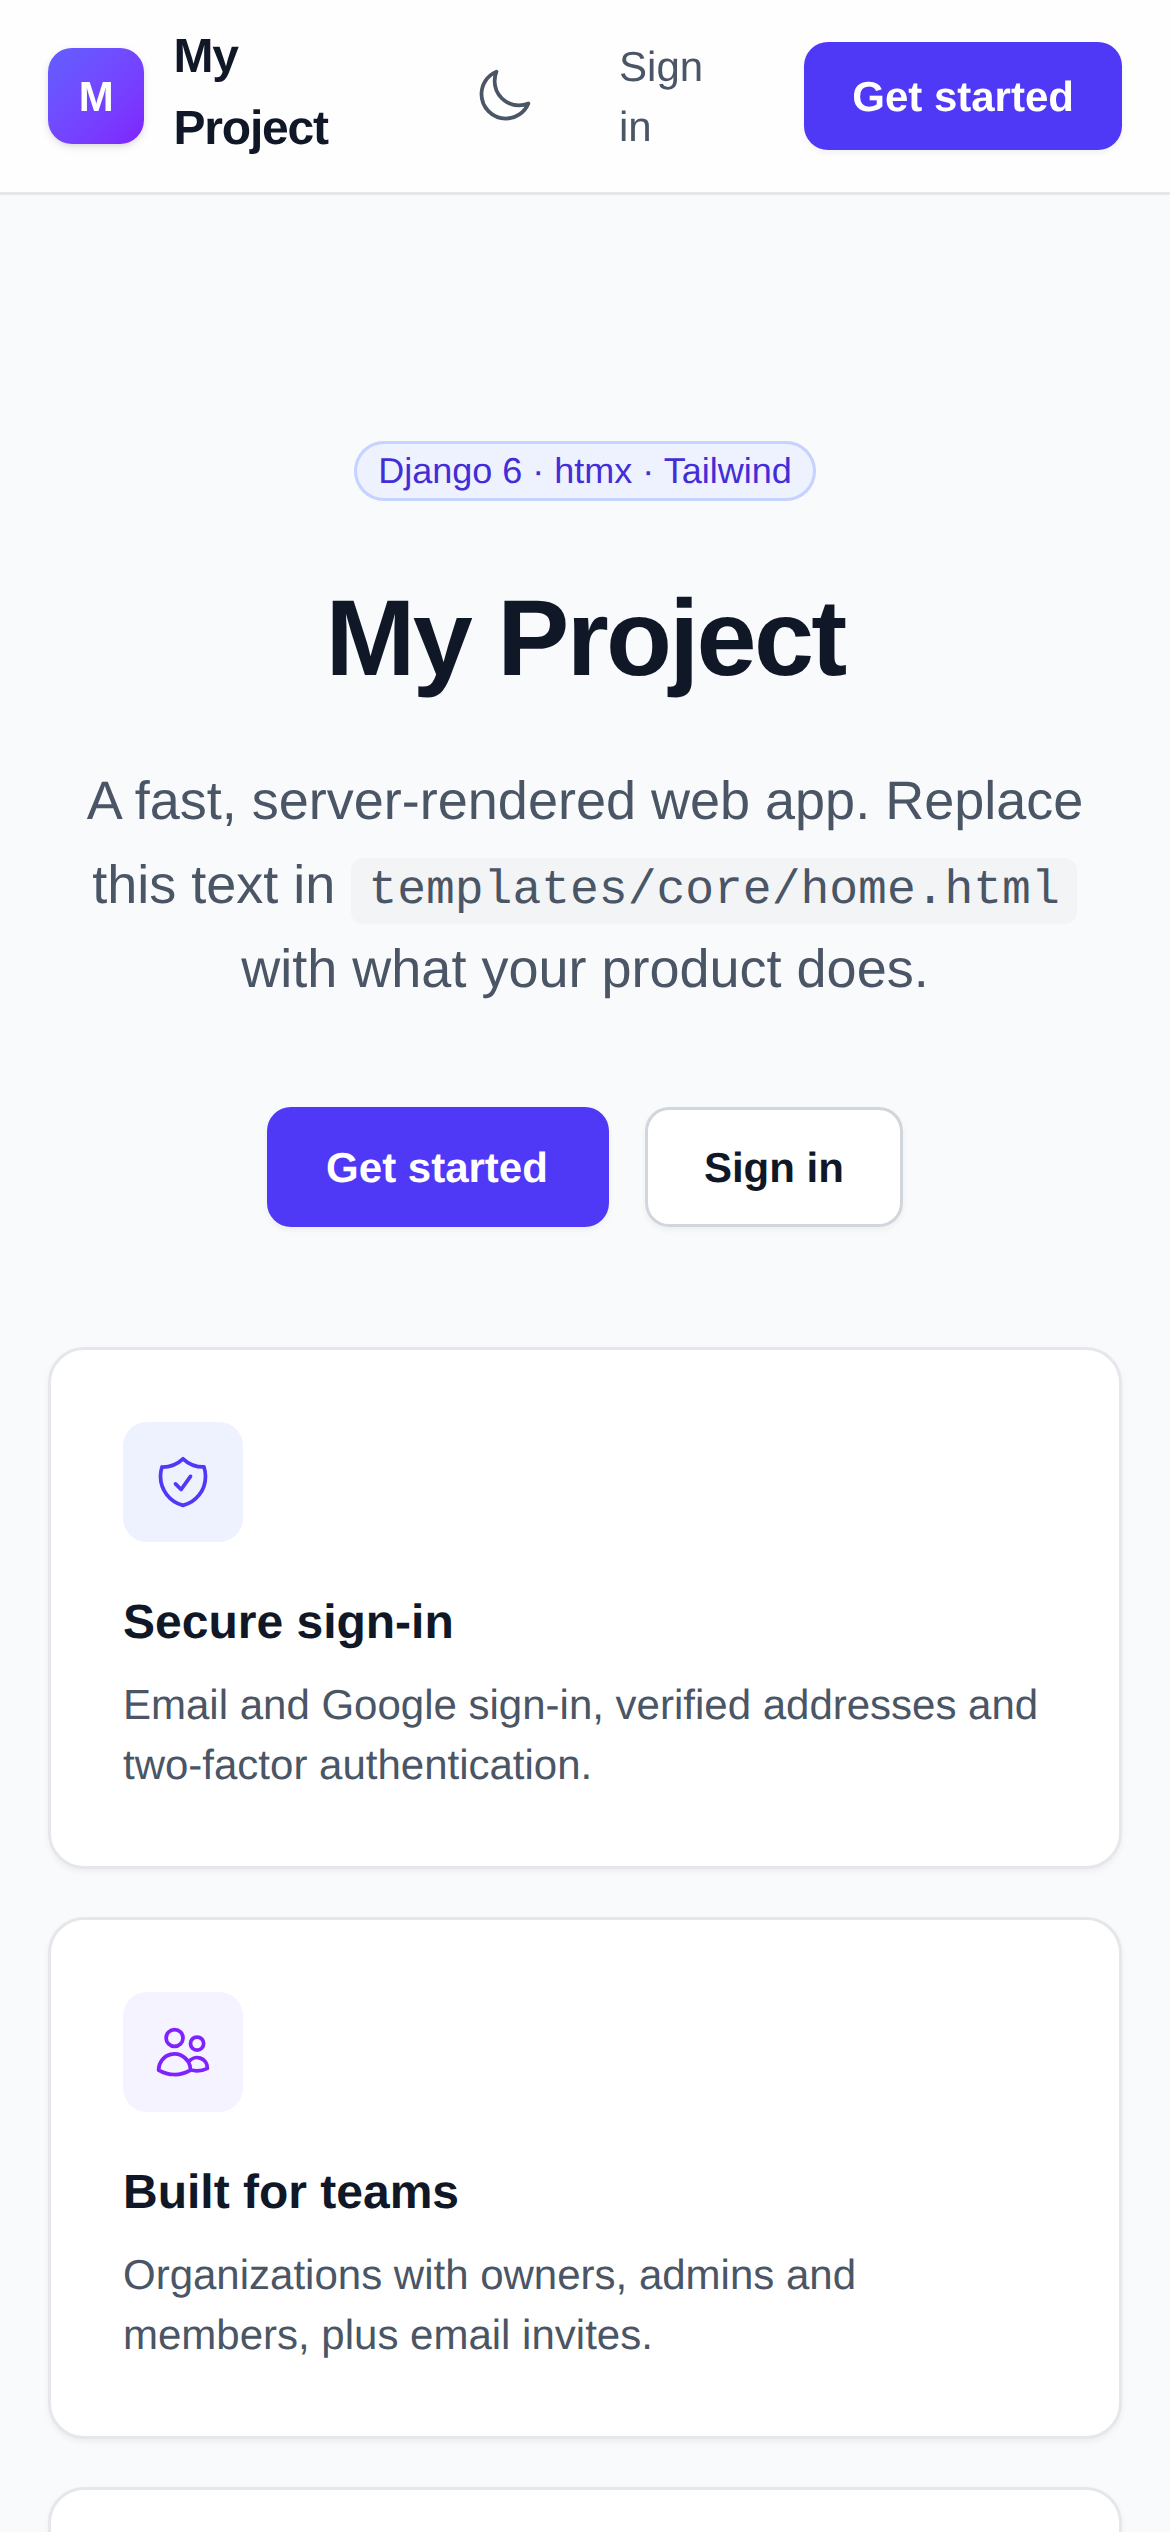 M
My
Project
Sign
in
Get started
Django 6 · htmx · Tailwind
My Project
A fast, server-rendered web app. Replace
this text in templates/core/home.html
with what your product does.
Get started
Sign in
Secure sign-in
Email and Google sign-in, verified addresses and
two-factor authentication.
Built for teams
Organizations with owners, admins and
members, plus email invites.